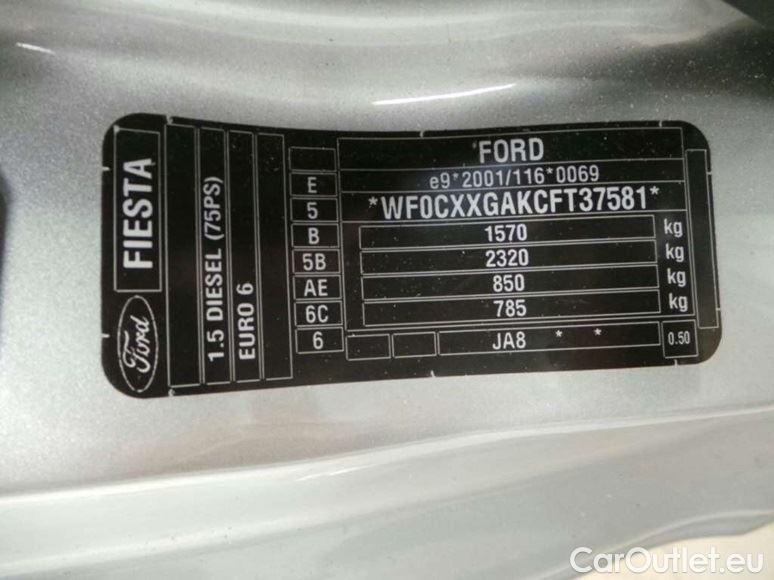 FIESTA
Ford
1.5 DIESEL (75PS)
EURO 6
E
5
B
5B
AE
6C
6
FORD
e9*2001/116*0069
*WF0CXXGAKCFT37581*
1570 kg
2320 kg
850 kg
785 kg
JA8 * *
0.50
CarOutlet.eu